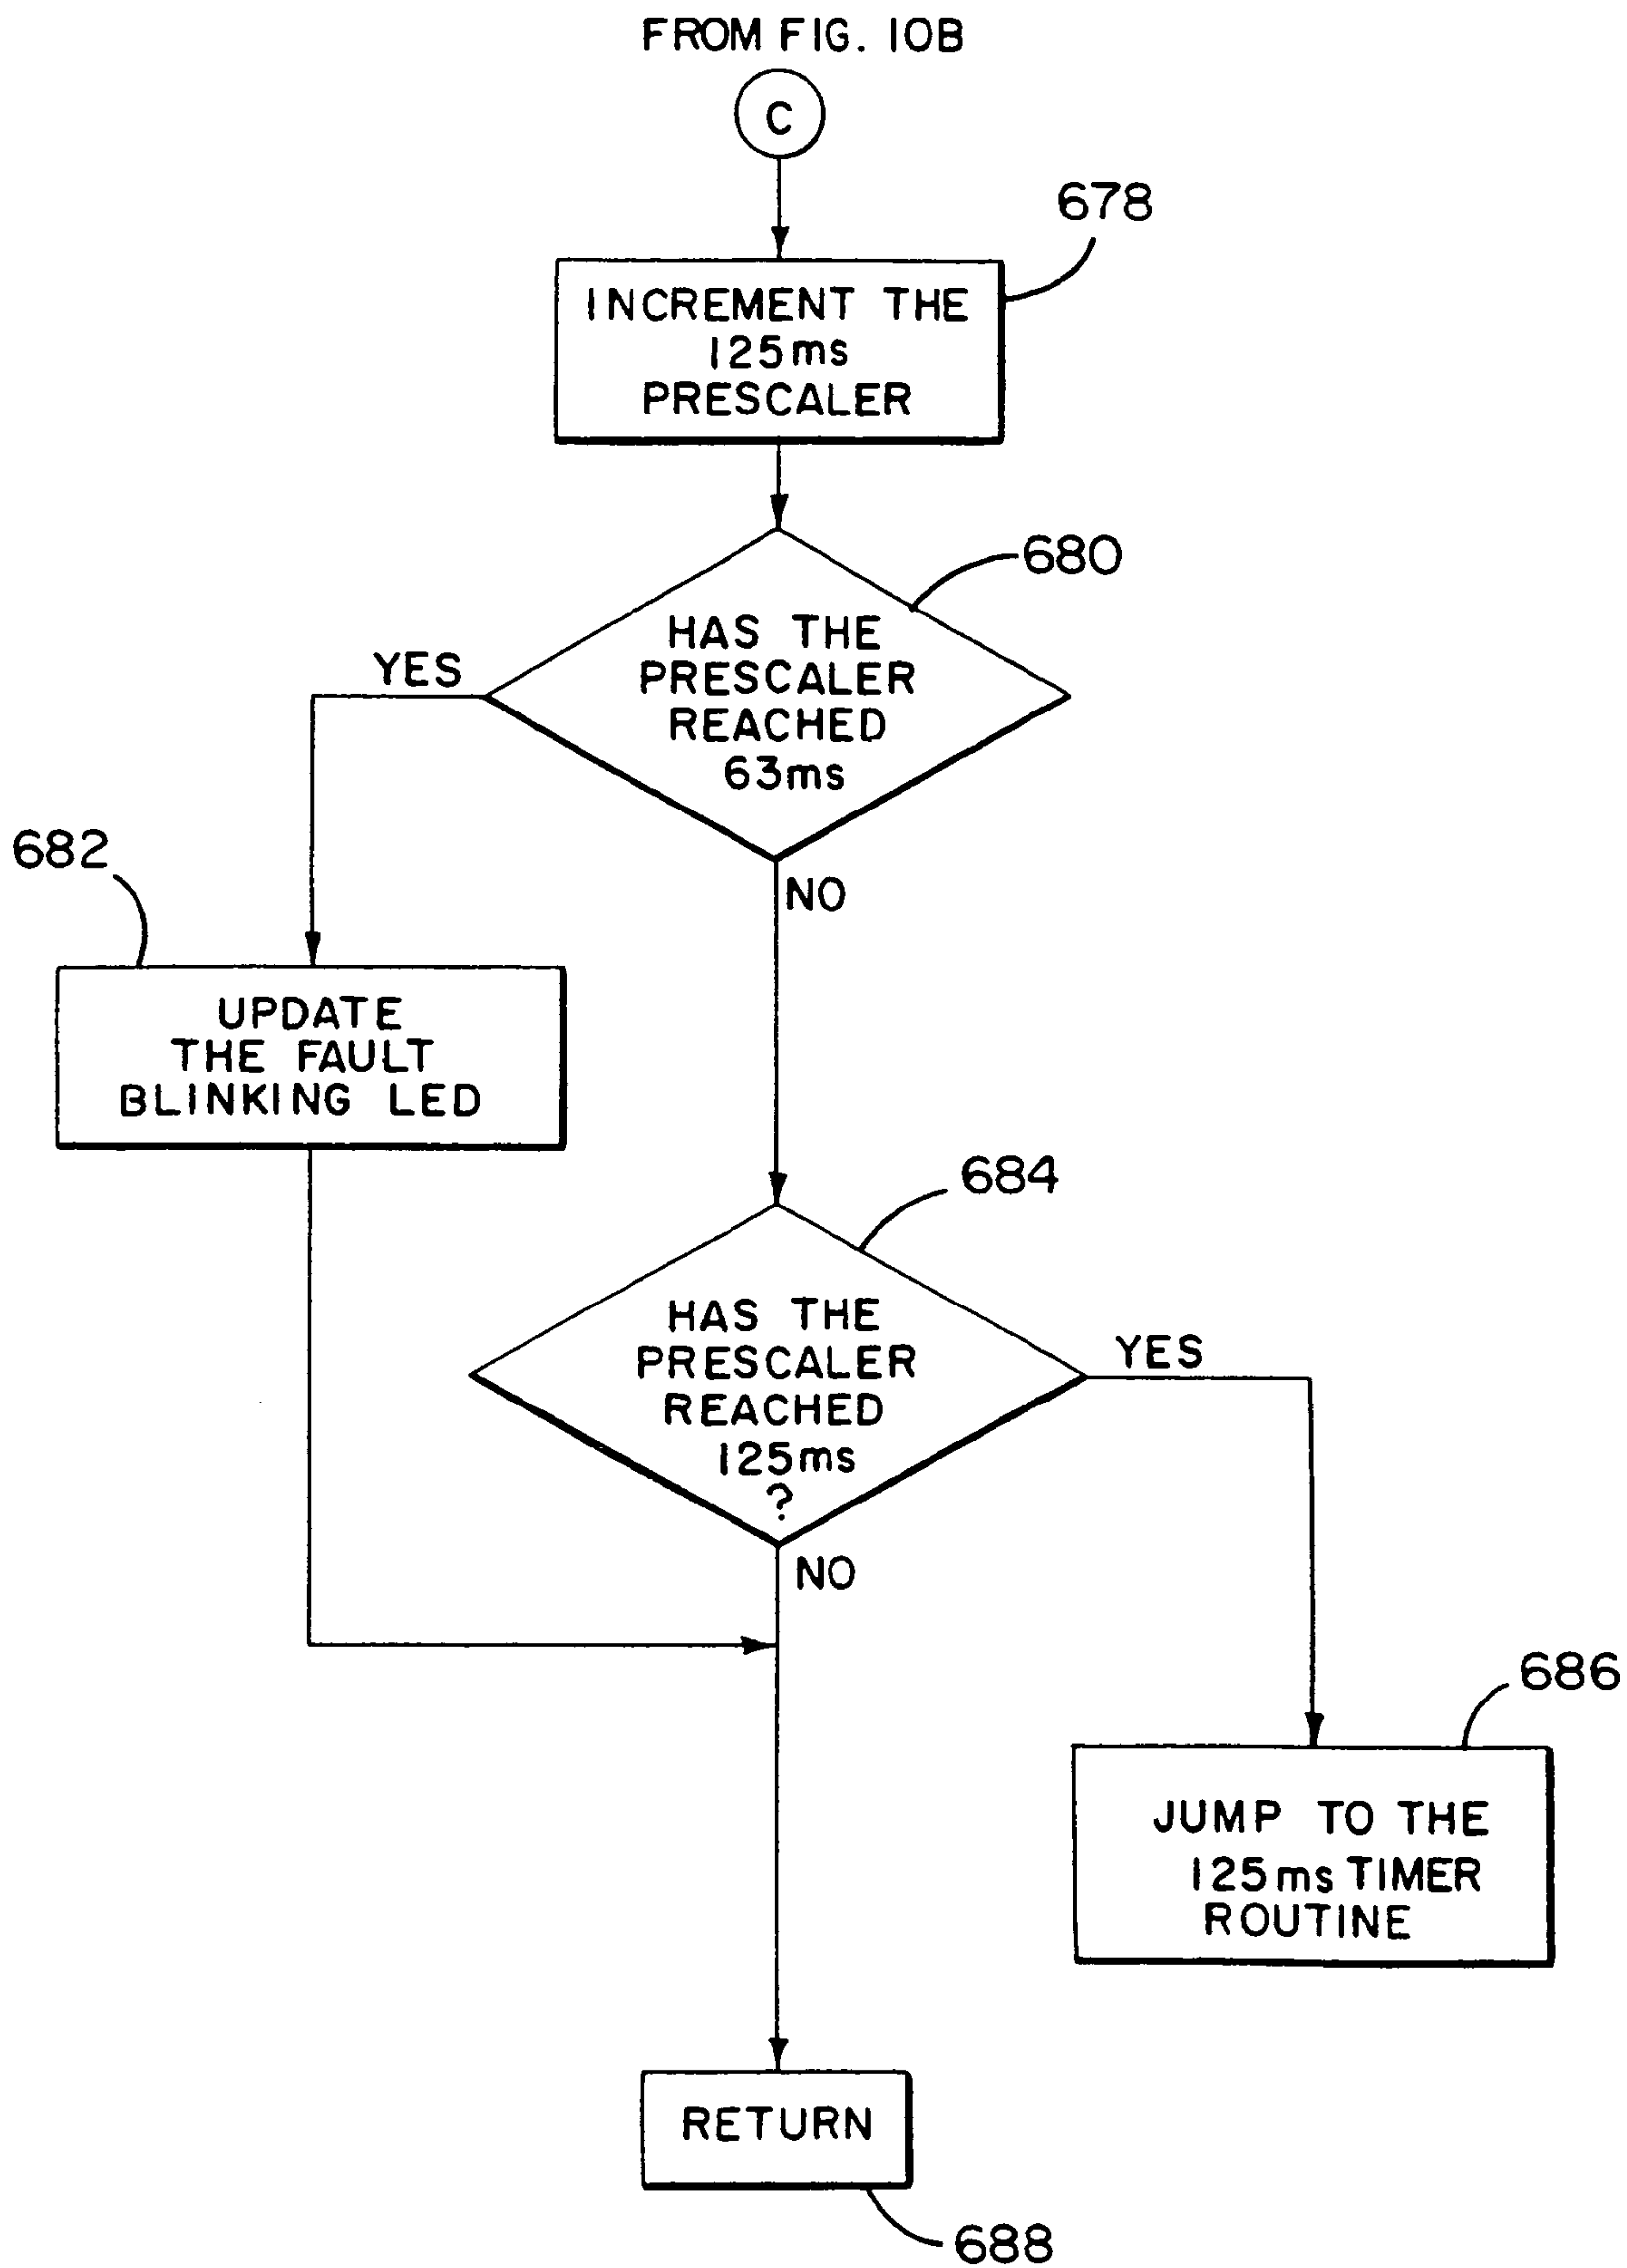 FROM FIG. 10B
C
678
INCREMENT THE
125ms
PRESCALER
680
HAS THE
PRESCALER
REACHED
63ms
YES
NO
682
UPDATE
THE FAULT
BLINKING LED
684
HAS THE
PRESCALER
REACHED
125ms
?
YES
NO
686
JUMP TO THE
125ms TIMER
ROUTINE
RETURN
688